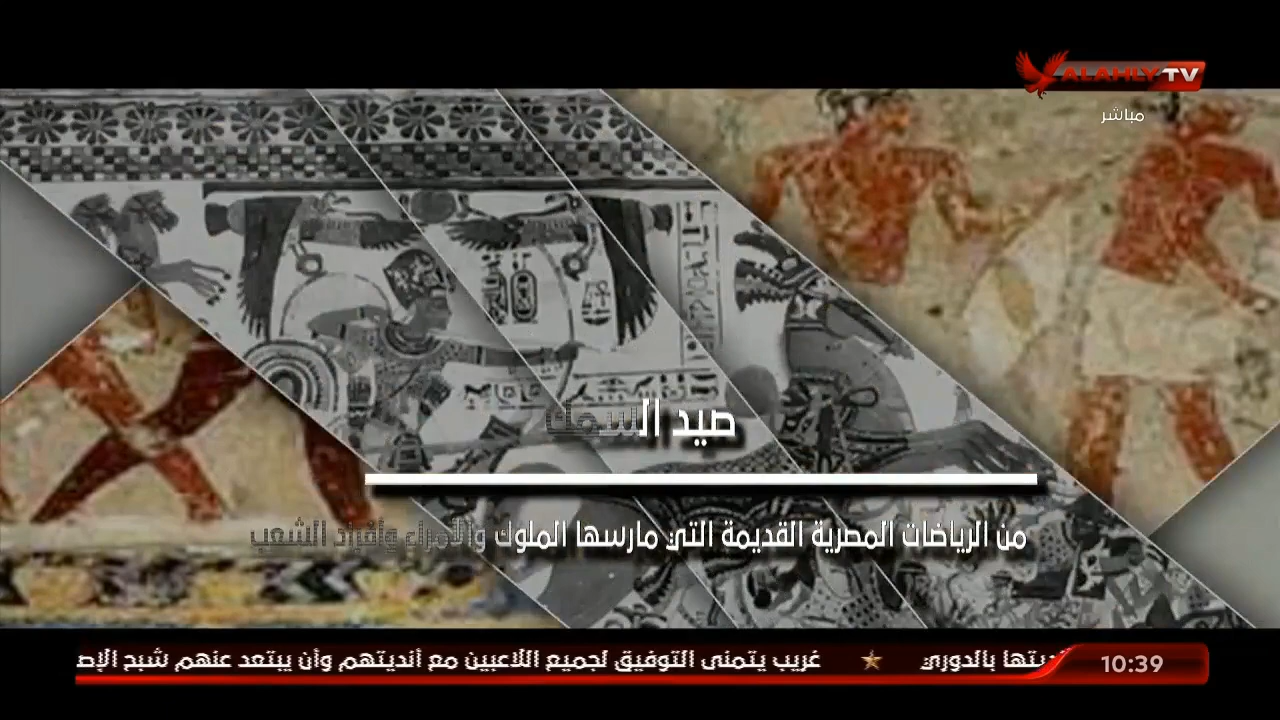 ALAHLY TV
مباشر
صيد السمك
من الرياضات المصرية القديمة التي مارسها الملوك والأمراء وأفراد الشعب
بالدوري ★ غريب يتمنى التوفيق لجميع اللاعبين مع أنديتهم وأن يبتعد عنهم شبح
10:39